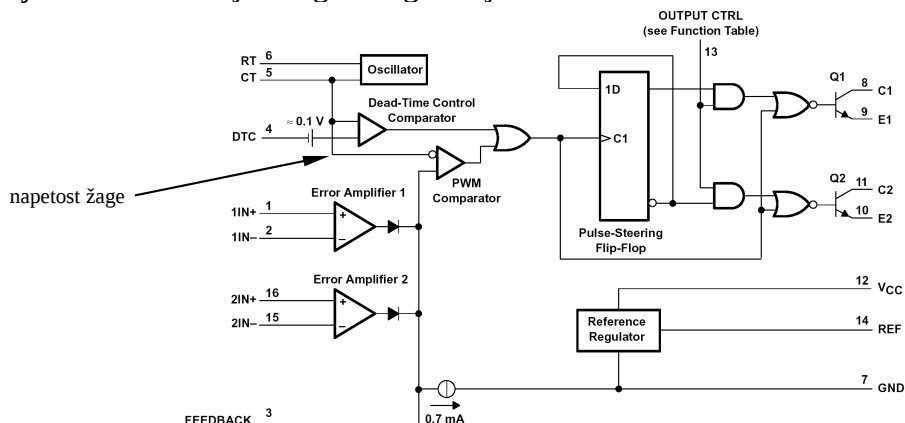 OUTPUT CTRL
(see Function Table)
13
RT 6
CT 5
Oscillator
Dead-Time Control
Comparator
≈ 0.1 V
DTC 4
PWM
Comparator
napetost žage
Error Amplifier 1
1IN+ 1
1IN– 2
+
–
Error Amplifier 2
2IN+ 16
2IN– 15
+
–
1D
C1
Pulse-Steering
Flip-Flop
Q1
8 C1
9 E1
Q2
11 C2
10 E2
12 VCC
Reference
Regulator
14 REF
7 GND
0.7 mA
FEEDBACK 3